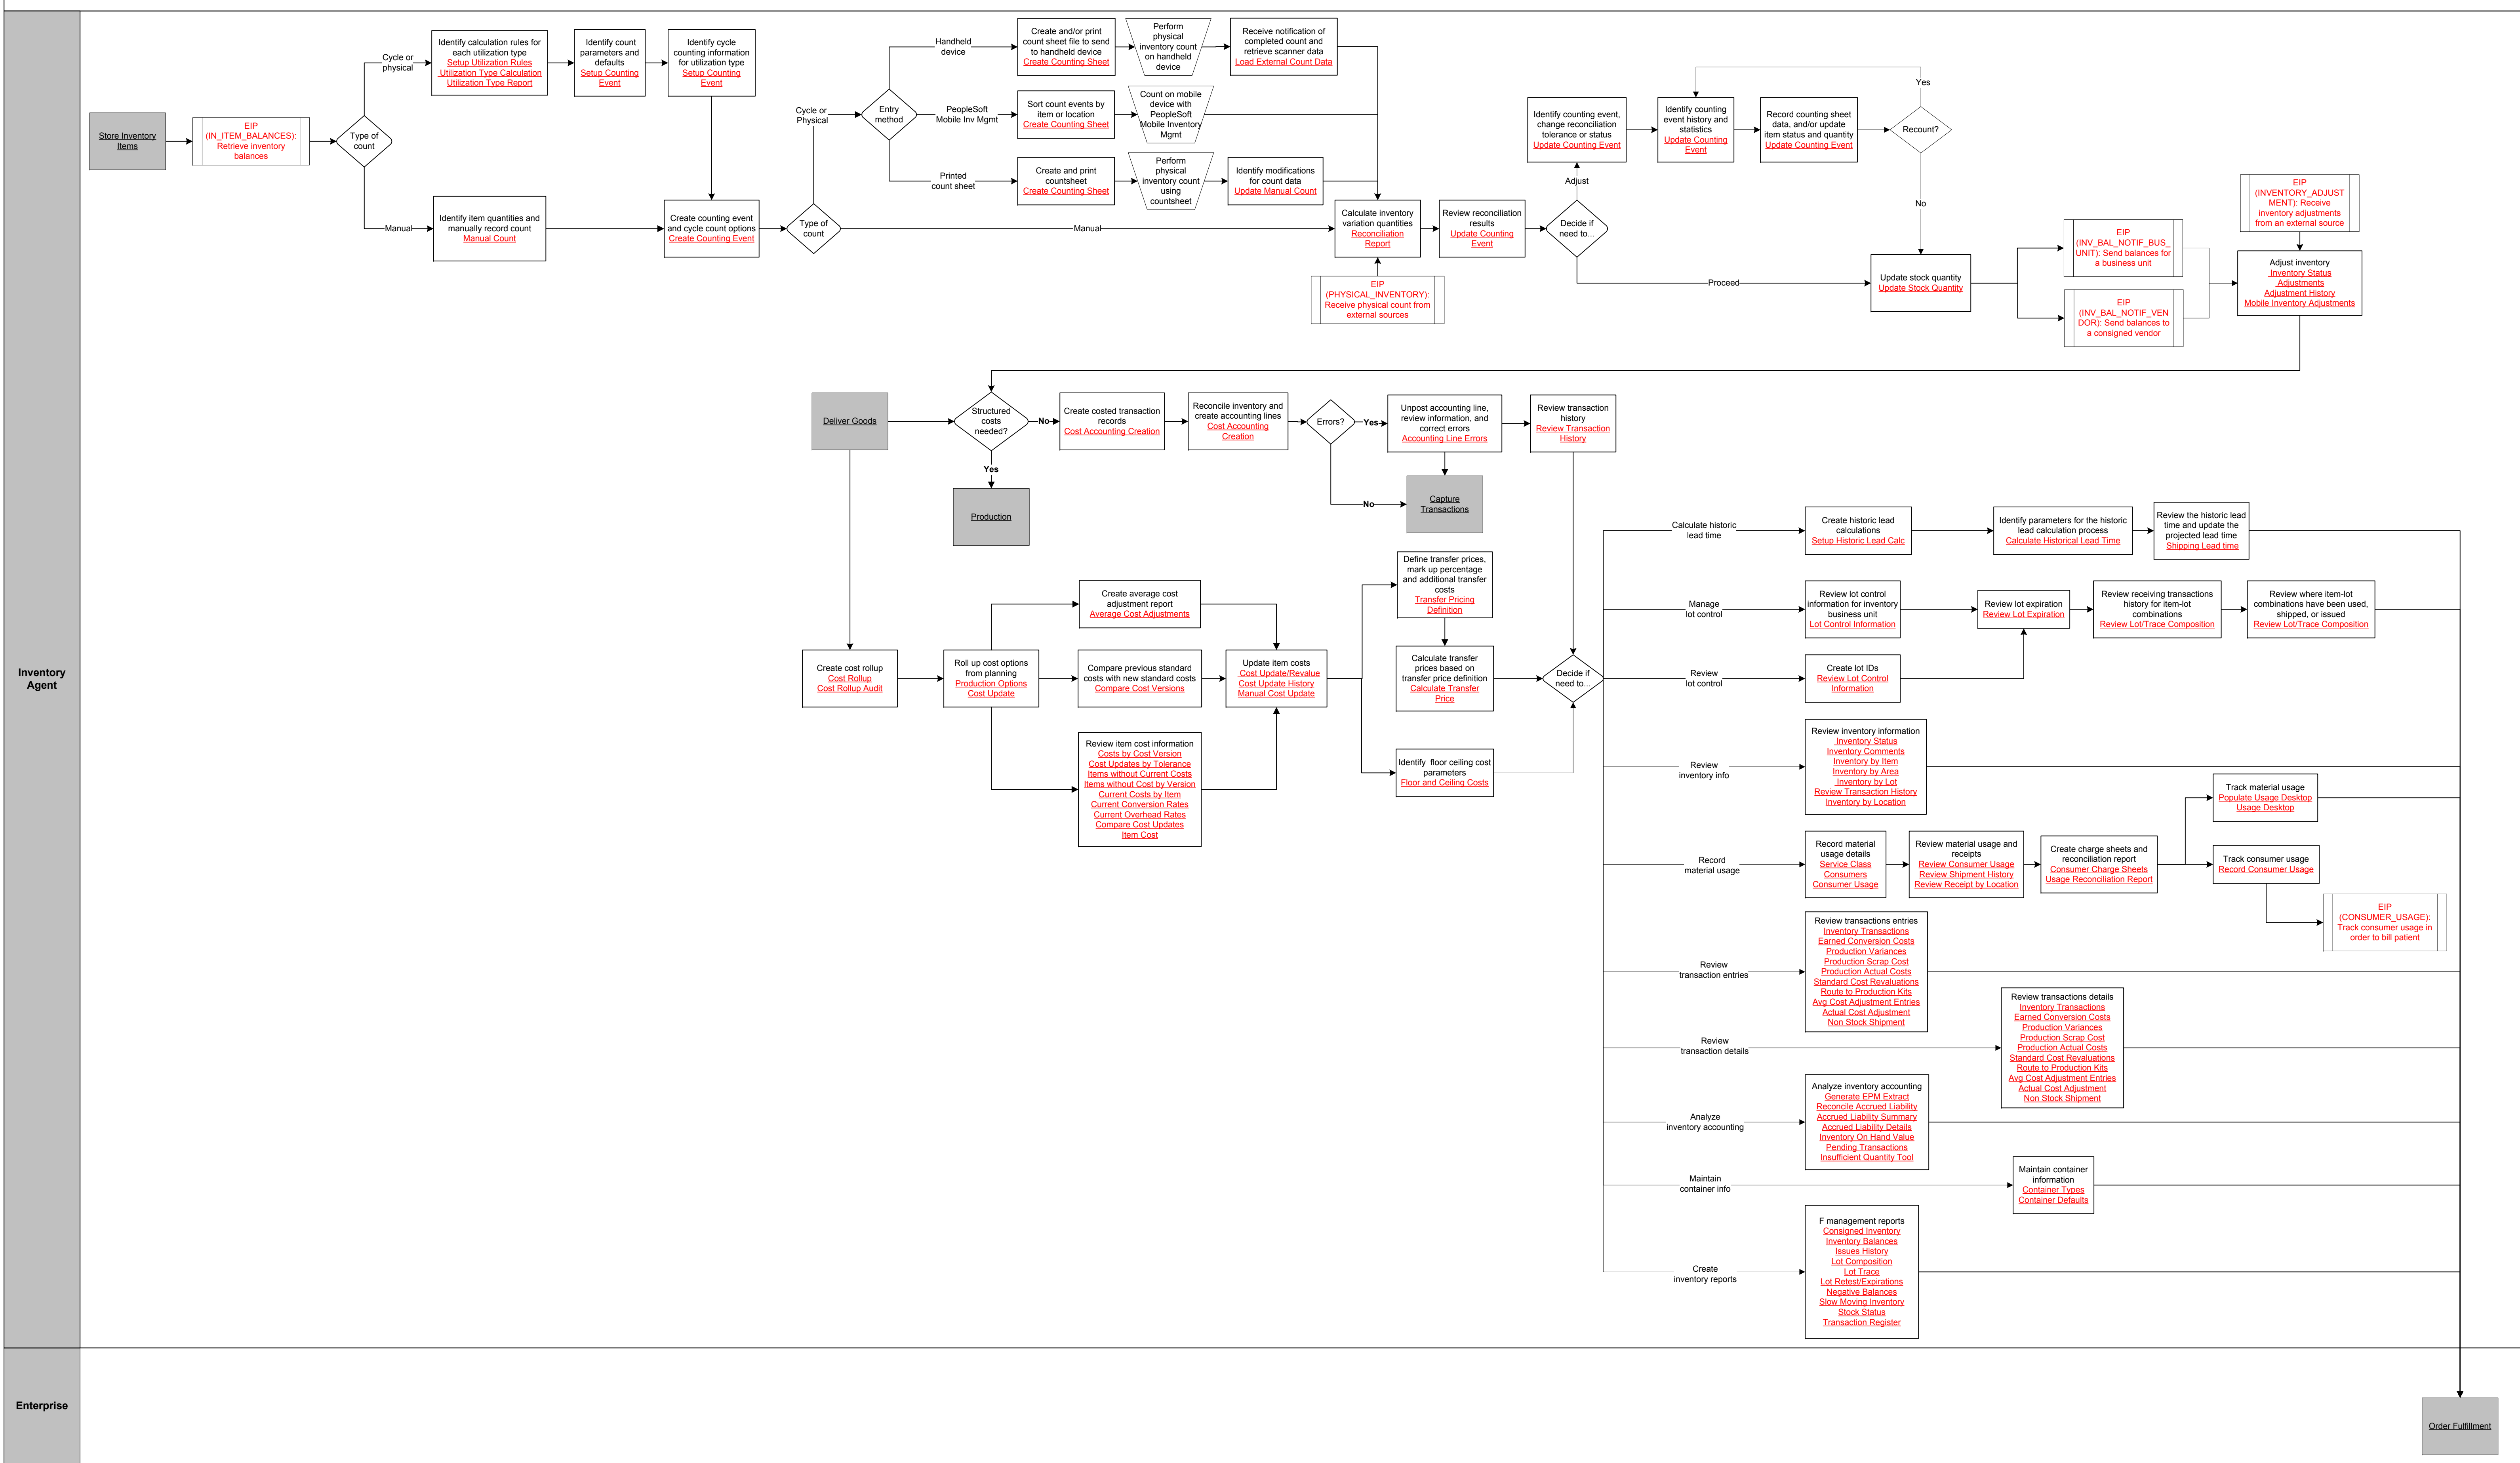 Inventory
Agent
Enterprise
Store Inventory
Items
EIP
(IN_ITEM_BALANCES):
Retrieve inventory
balances
Type of
count
Cycle or
physical
Identify calculation rules for
each utilization type
Setup Utilization Rules
Utilization Type Calculation
Utilization Type Report
Identify count
parameters and
defaults
Setup Counting
Event
Identify cycle
counting information
for utilization type
Setup Counting
Event
Manual
Identify item quantities and
manually record count
Manual Count
Create counting event
and cycle count options
Create Counting Event
Type of
count
Cycle or
Physical
Entry
method
Handheld
device
Create and/or print
count sheet file to send
to handheld device
Create Counting Sheet
Perform
physical
inventory count
on handheld
device
Receive notification of
completed count and
retrieve scanner data
Load External Count Data
PeopleSoft
Mobile Inv Mgmt
Sort count events by
item or location
Create Counting Sheet
Count on mobile
device with
PeopleSoft
Mobile Inventory
Mgmt
Printed
count sheet
Create and print
countsheet
Create Counting Sheet
Perform
physical
inventory count
using
countsheet
Identify modifications
for count data
Update Manual Count
Manual
Calculate inventory
variation quantities
Reconciliation
Report
EIP
(PHYSICAL_INVENTORY):
Receive physical count from
external sources
Review reconciliation
results
Update Counting
Event
Decide if
need to...
Adjust
Identify counting event,
change reconciliation
tolerance or status
Update Counting Event
Identify counting
event history and
statistics
Update Counting
Event
Record counting sheet
data, and/or update
item status and quantity
Update Counting Event
Recount?
Yes
No
Proceed
Update stock quantity
Update Stock Quantity
EIP
(INV_BAL_NOTIF_BUS_
UNIT): Send balances for
a business unit
EIP
(INV_BAL_NOTIF_VEN
DOR): Send balances to
a consigned vendor
EIP
(INVENTORY_ADJUST
MENT): Receive
inventory adjustments
from an external source
Adjust inventory
Inventory Status
Adjustments
Adjustment History
Mobile Inventory Adjustments
Deliver Goods
Structured
costs
needed?
No
Yes
Production
Create costed transaction
records
Cost Accounting Creation
Reconcile inventory and
create accounting lines
Cost Accounting
Creation
Errors?
Yes
No
Unpost accounting line,
review information, and
correct errors
Accounting Line Errors
Review transaction
history
Review Transaction
History
Capture
Transactions
Create cost rollup
Cost Rollup
Cost Rollup Audit
Roll up cost options
from planning
Production Options
Cost Update
Create average cost
adjustment report
Average Cost Adjustments
Compare previous standard
costs with new standard costs
Compare Cost Versions
Review item cost information
Costs by Cost Version
Cost Updates by Tolerance
Items without Current Costs
Items without Cost by Version
Current Costs by Item
Current Conversion Rates
Current Overhead Rates
Compare Cost Updates
Item Cost
Update item costs
Cost Update/Revalue
Cost Update History
Manual Cost Update
Define transfer prices,
mark up percentage
and additional transfer
costs
Transfer Pricing
Definition
Calculate transfer
prices based on
transfer price definition
Calculate Transfer
Price
Identify floor ceiling cost
parameters
Floor and Ceiling Costs
Decide if
need to...
Calculate historic
lead time
Create historic lead
calculations
Setup Historic Lead Calc
Identify parameters for the historic
lead calculation process
Calculate Historical Lead Time
Review the historic lead
time and update the
projected lead time
Shipping Lead time
Manage
lot control
Review lot control
information for inventory
business unit
Lot Control Information
Review lot expiration
Review Lot Expiration
Review receiving transactions
history for item-lot
combinations
Review Lot/Trace Composition
Review where item-lot
combinations have been used,
shipped, or issued
Review Lot/Trace Composition
Review
lot control
Create lot IDs
Review Lot Control
Information
Review
inventory info
Review inventory information
Inventory Status
Inventory Comments
Inventory by Item
Inventory by Area
Inventory by Lot
Review Transaction History
Inventory by Location
Record
material usage
Record material
usage details
Service Class
Consumers
Consumer Usage
Review material usage and
receipts
Review Consumer Usage
Review Shipment History
Review Receipt by Location
Create charge sheets and
reconciliation report
Consumer Charge Sheets
Usage Reconciliation Report
Track material usage
Populate Usage Desktop
Usage Desktop
Track consumer usage
Record Consumer Usage
EIP
(CONSUMER_USAGE):
Track consumer usage in
order to bill patient
Review
transaction entries
Review transactions entries
Inventory Transactions
Earned Conversion Costs
Production Variances
Production Scrap Cost
Production Actual Costs
Standard Cost Revaluations
Route to Production Kits
Avg Cost Adjustment Entries
Actual Cost Adjustment
Non Stock Shipment
Review
transaction details
Review transactions details
Inventory Transactions
Earned Conversion Costs
Production Variances
Production Scrap Cost
Production Actual Costs
Standard Cost Revaluations
Route to Production Kits
Avg Cost Adjustment Entries
Actual Cost Adjustment
Non Stock Shipment
Analyze
inventory accounting
Analyze inventory accounting
Generate EPM Extract
Reconcile Accrued Liability
Accrued Liability Summary
Accrued Liability Details
Inventory On Hand Value
Pending Transactions
Insufficient Quantity Tool
Maintain
container info
Maintain container
information
Container Types
Container Defaults
Create
inventory reports
F management reports
Consigned Inventory
Inventory Balances
Issues History
Lot Composition
Lot Trace
Lot Retest/Expirations
Negative Balances
Slow Moving Inventory
Stock Status
Transaction Register
Order Fulfillment